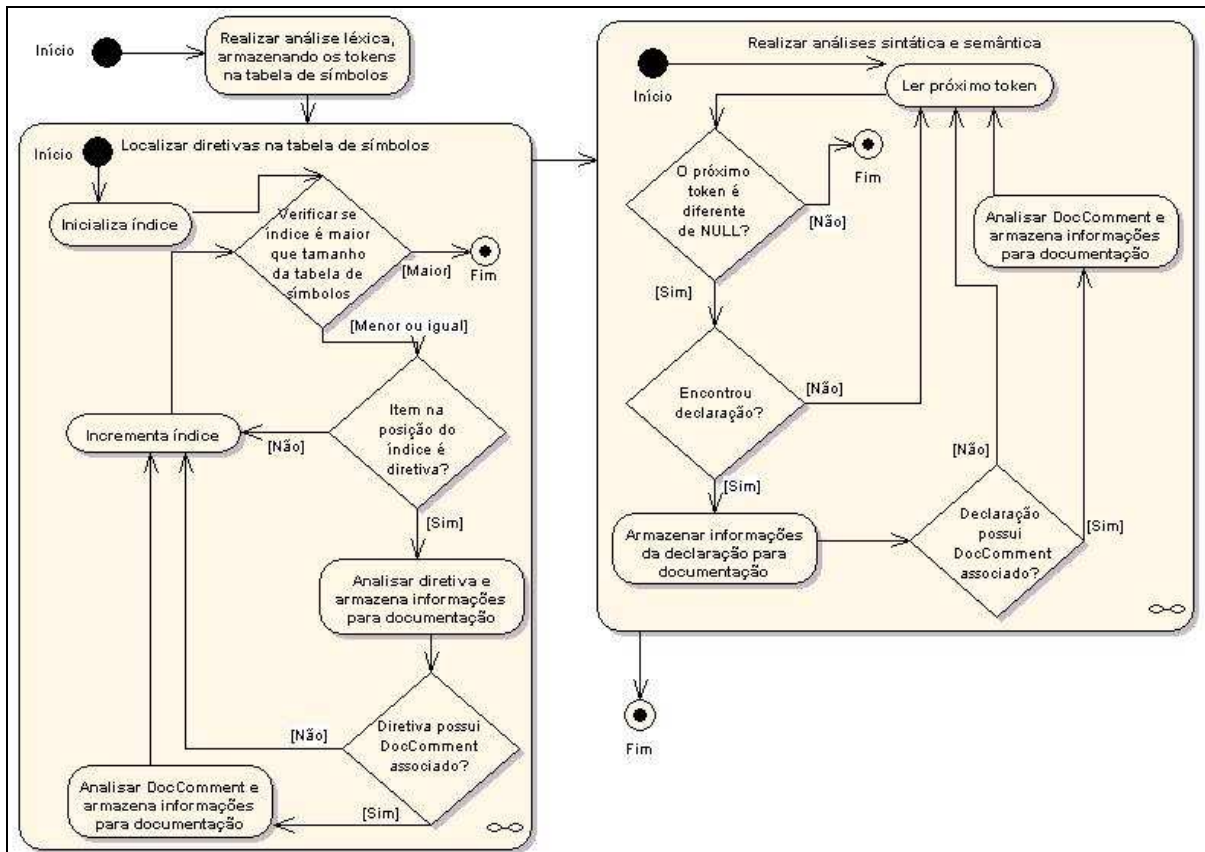 Início
Realizar análise léxica,
armazenando os tokens
na tabela de símbolos
Início
Localizar diretivas na tabela de símbolos
Inicializa índice
Verificar se
índice é maior
que tamanho
da tabela de
símbolos
[Maior]
Fim
[Menor ou igual]
Item na
posição do
índice é
diretiva?
[Não]
Incrementa índice
[Sim]
Analisar diretiva e
armazena informações
para documentação
Diretiva possui
DocComment
associado?
[Não]
[Sim]
Analisar DocComment e
armazena informações
para documentação
Realizar análises sintática e semântica
Início
Ler próximo token
O próximo
token é
diferente
de NULL?
[Não]
Fim
[Sim]
Encontrou
declaração?
[Não]
[Sim]
Armazenar informações
da declaração para
documentação
Declaração
possui
DocComment
associado?
[Não]
[Sim]
Analisar DocComment e
armazena informações
para documentação
Fim